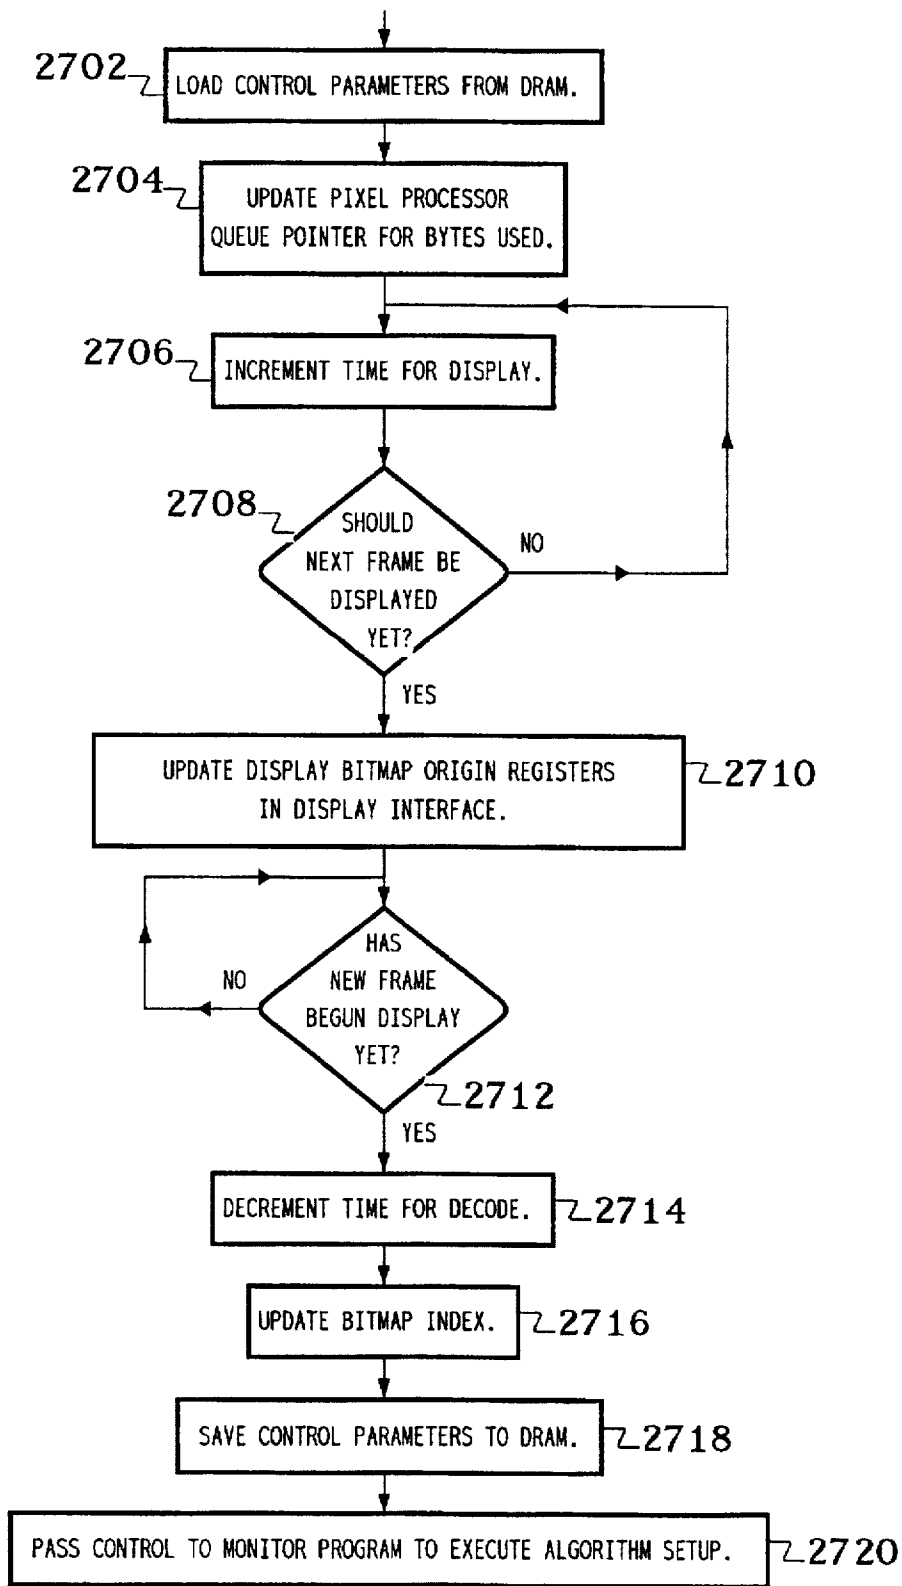 2702
LOAD CONTROL PARAMETERS FROM DRAM.
2704
UPDATE PIXEL PROCESSOR
QUEUE POINTER FOR BYTES USED.
2706
INCREMENT TIME FOR DISPLAY.
2708
SHOULD
NEXT FRAME BE
DISPLAYED
YET?
NO
YES
UPDATE DISPLAY BITMAP ORIGIN REGISTERS
IN DISPLAY INTERFACE.
2710
HAS
NEW FRAME
BEGUN DISPLAY
YET?
NO
2712
YES
DECREMENT TIME FOR DECODE.
2714
UPDATE BITMAP INDEX.
2716
SAVE CONTROL PARAMETERS TO DRAM.
2718
PASS CONTROL TO MONITOR PROGRAM TO EXECUTE ALGORITHM SETUP.
2720